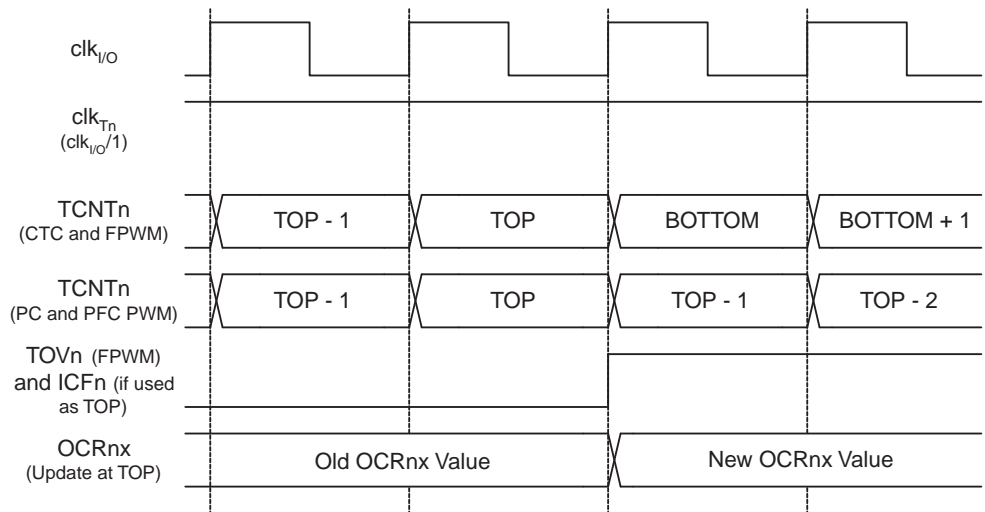 clkI/O
clkTn
(clkI/O/1)
TCNTn
(CTC and FPWM)
TOP - 1
TOP
BOTTOM
BOTTOM + 1
TCNTn
(PC and PFC PWM)
TOP - 1
TOP
TOP - 1
TOP - 2
TOVn (FPWM)
and ICFn (if used
as TOP)
OCRnx
(Update at TOP)
Old OCRnx Value
New OCRnx Value